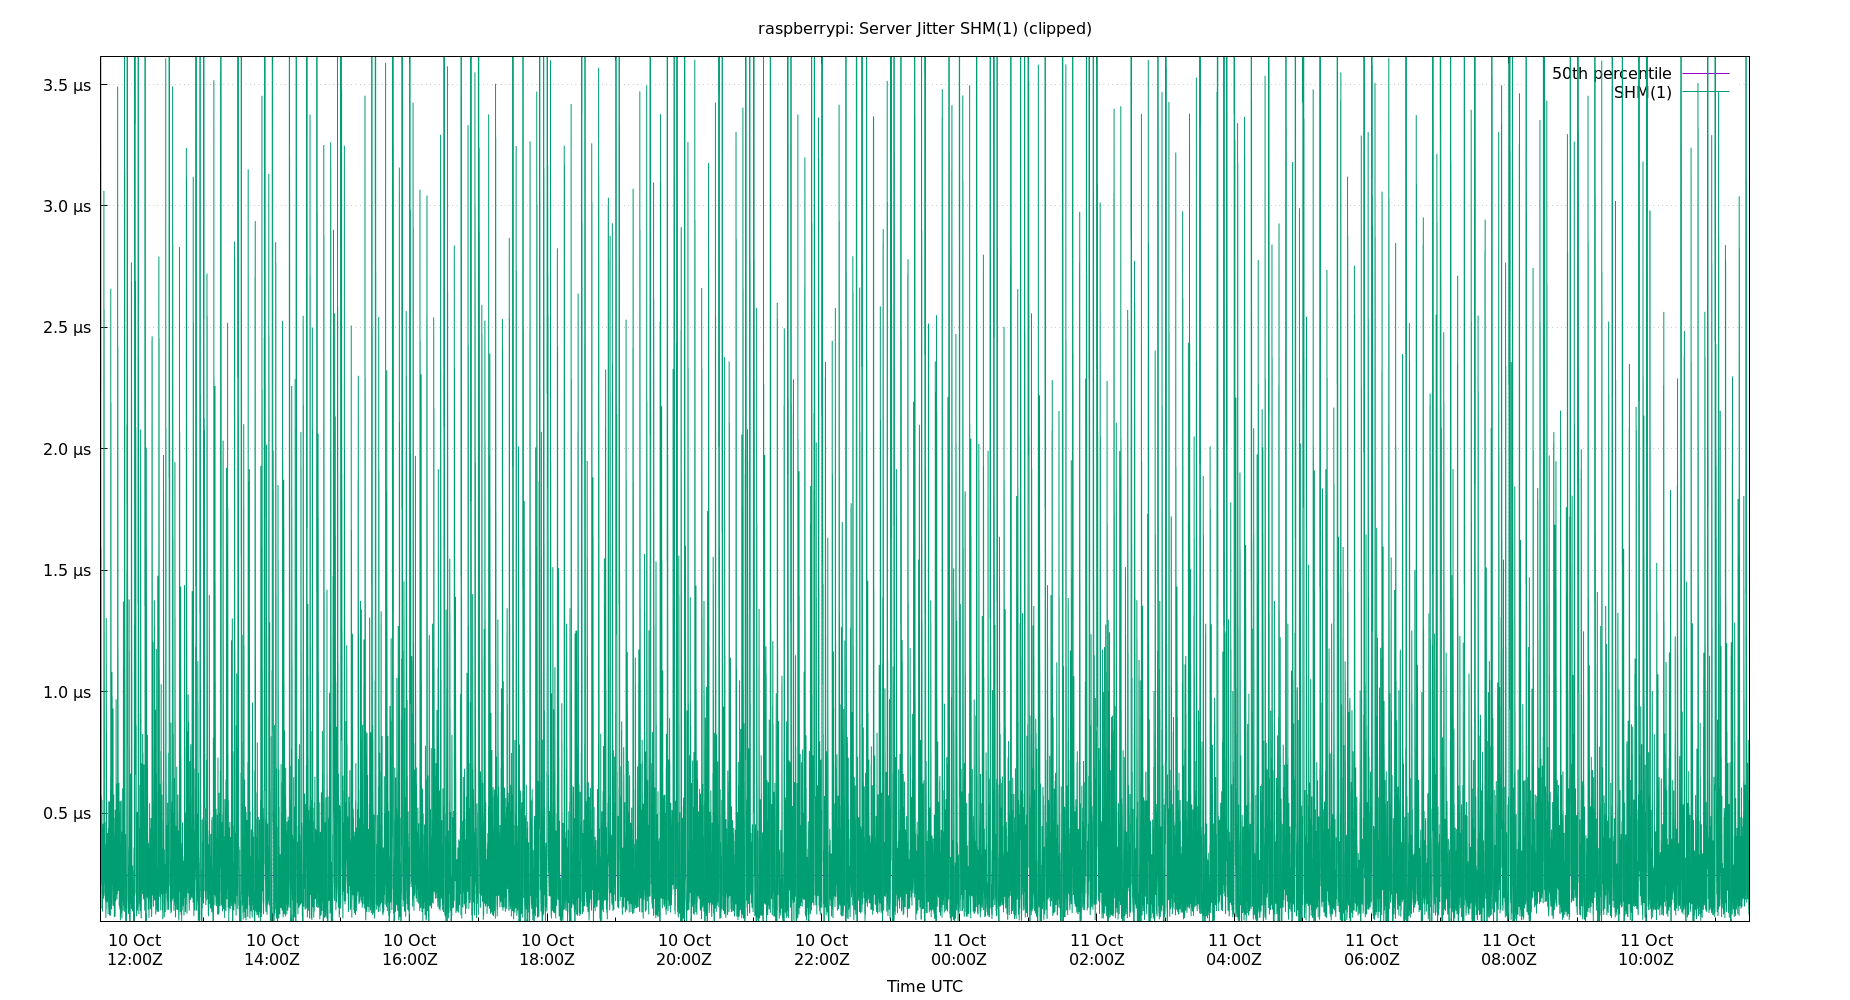 raspberrypi: Server Jitter SHM(1) (clipped)
50th percentile
SHM(1)
3.5 µs
3.0 µs
2.5 µs
2.0 µs
1.5 µs
1.0 µs
0.5 µs
10 Oct 10 Oct 10 Oct 10 Oct 10 Oct 10 Oct 11 Oct 11 Oct 11 Oct 11 Oct 11 Oct 11 Oct
12:00Z 14:00Z 16:00Z 18:00Z 20:00Z 22:00Z 00:00Z 02:00Z 04:00Z 06:00Z 08:00Z 10:00Z
Time UTC